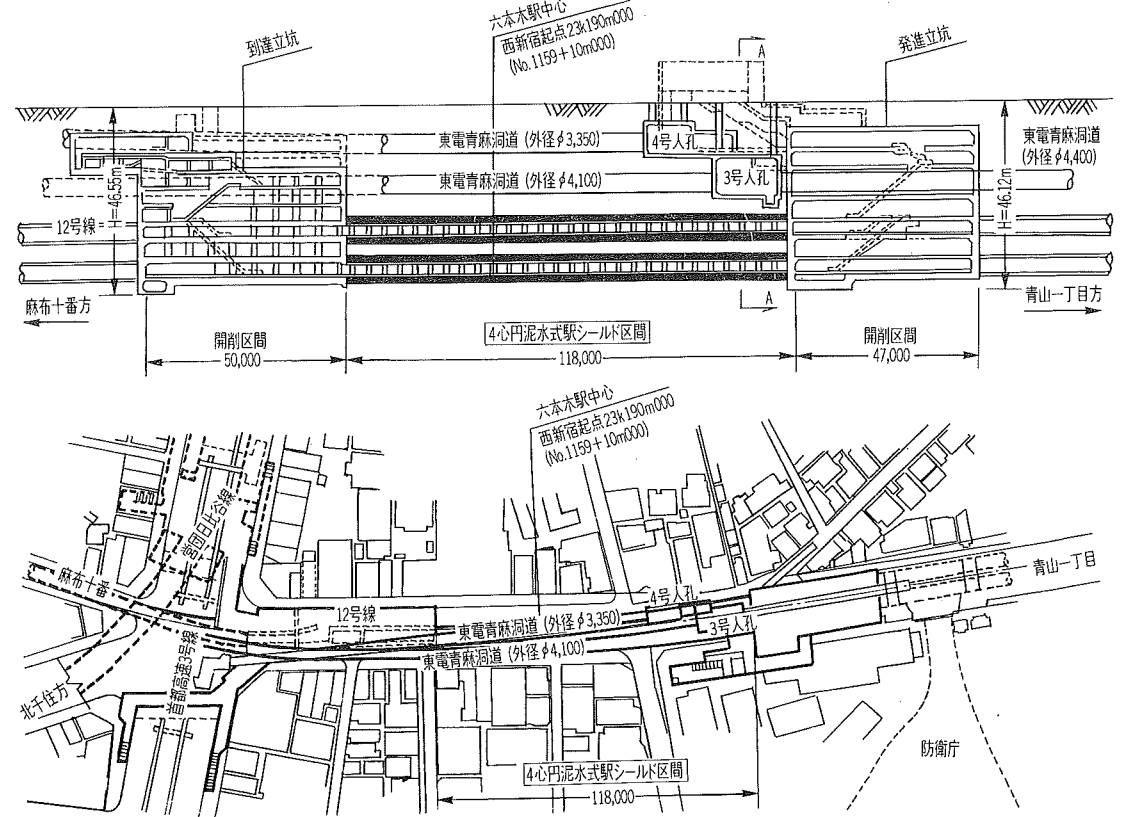 六本木駅中心
西新宿起点23k190m000
(No.1159+10m000)
到達立坑
発進立坑
A
東電青麻洞道 (外径φ3,350)
4号人孔
東電青麻洞道
(外径φ4,400)
東電青麻洞道 (外径φ4,100)
3号人孔
H=46.55m
H=46.12m
12号線
麻布十番方
A
青山一丁目方
開削区間
50,000
4心円泥水式駅シールド区間
118,000
開削区間
47,000
六本木駅中心
西新宿起点23k190m000
(No.1159+10m000)
営団日比谷線
麻布十番
青山一丁目
12号線
4号人孔
東電青麻洞道 (外径φ3,350)
3号人孔
東電青麻洞道 (外径φ4,100)
首都高速3号線
北千住方
防衛庁
4心円泥水式駅シールド区間
118,000